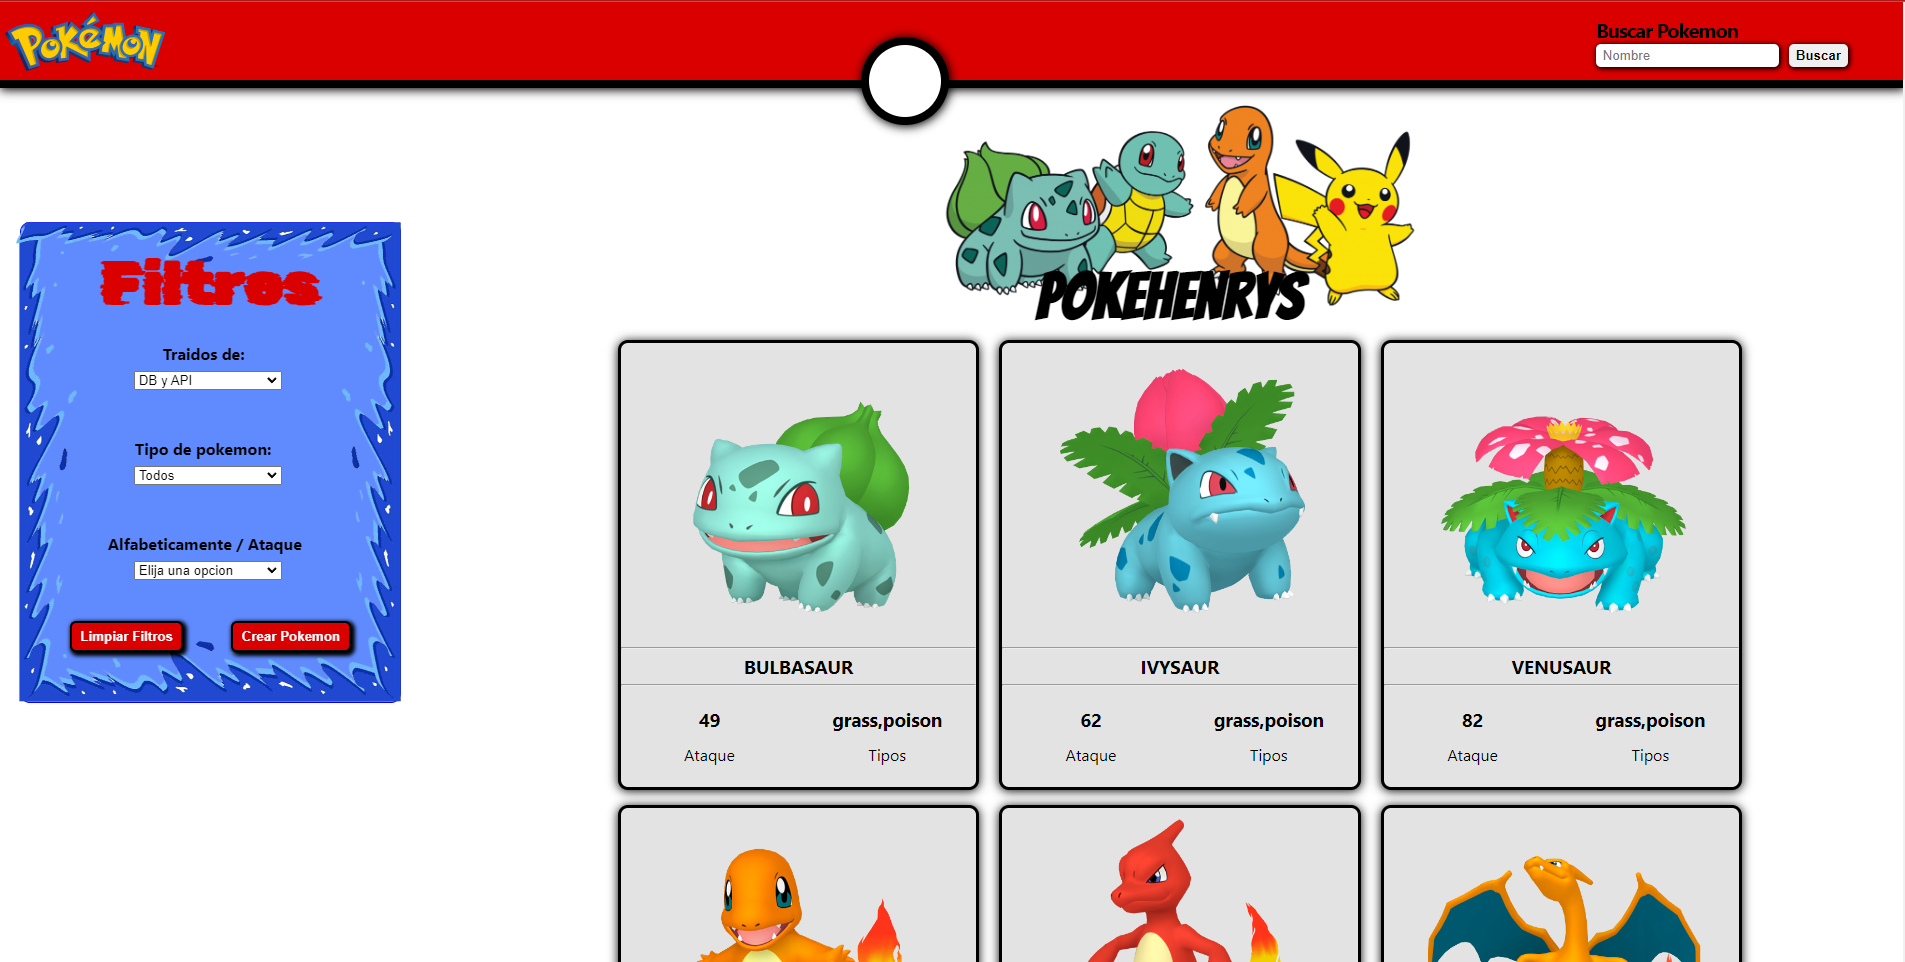 Pokémon
Buscar Pokemon
Nombre
Buscar
POKEHENRYS
Filtros
Traidos de:
DB y API
Tipo de pokemon:
Todos
Alfabeticamente / Ataque
Elija una opcion
Limpiar Filtros Crear Pokemon
BULBASAUR
49 grass,poison
Ataque Tipos
IVYSAUR
62 grass,poison
Ataque Tipos
VENUSAUR
82 grass,poison
Ataque Tipos